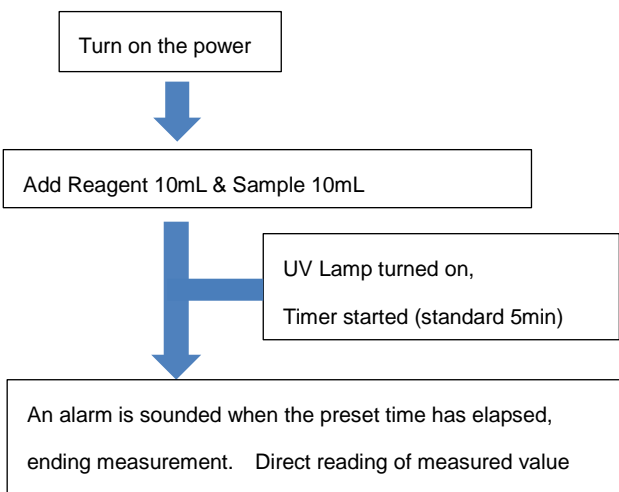 Turn on the power
Add Reagent 10mL & Sample 10mL
UV Lamp turned on,
Timer started (standard 5min)
An alarm is sounded when the preset time has elapsed,
ending measurement. Direct reading of measured value